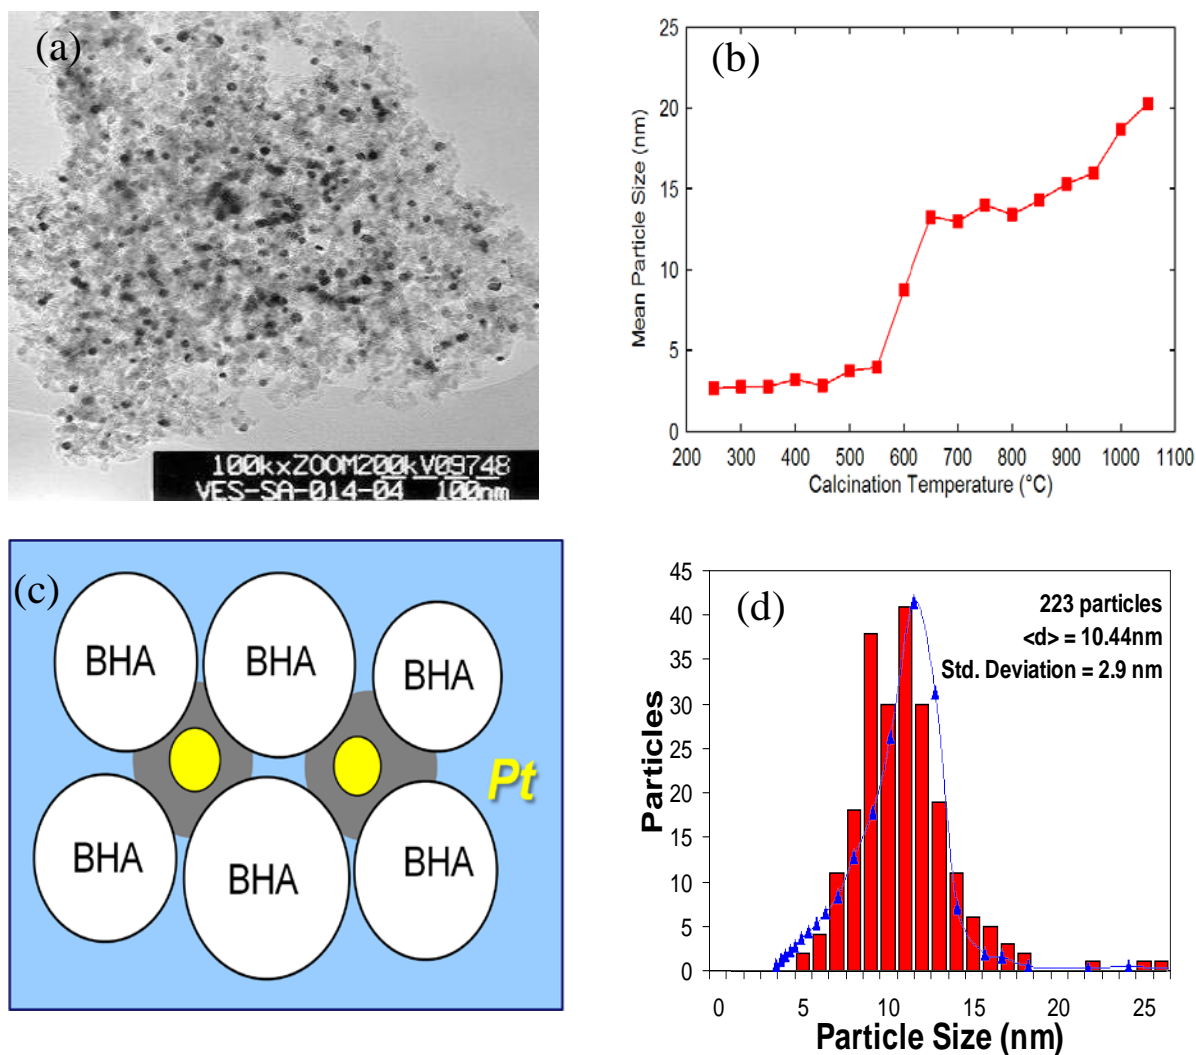 (a)
100kxZOOM200kV09748
VES-SA-014-04 100nm
(b)
25
20
15
10
5
0
Mean Particle Size (nm)
200 300 400 500 600 700 800 900 1000 1100
Calcination Temperature (°C)
(c)
BHA
BHA
BHA
Pt
BHA
BHA
BHA
(d)
223 particles
<d> = 10.44nm
Std. Deviation = 2.9 nm
45
40
35
30
25
20
15
10
5
0
Particles
0 5 10 15 20 25
Particle Size (nm)